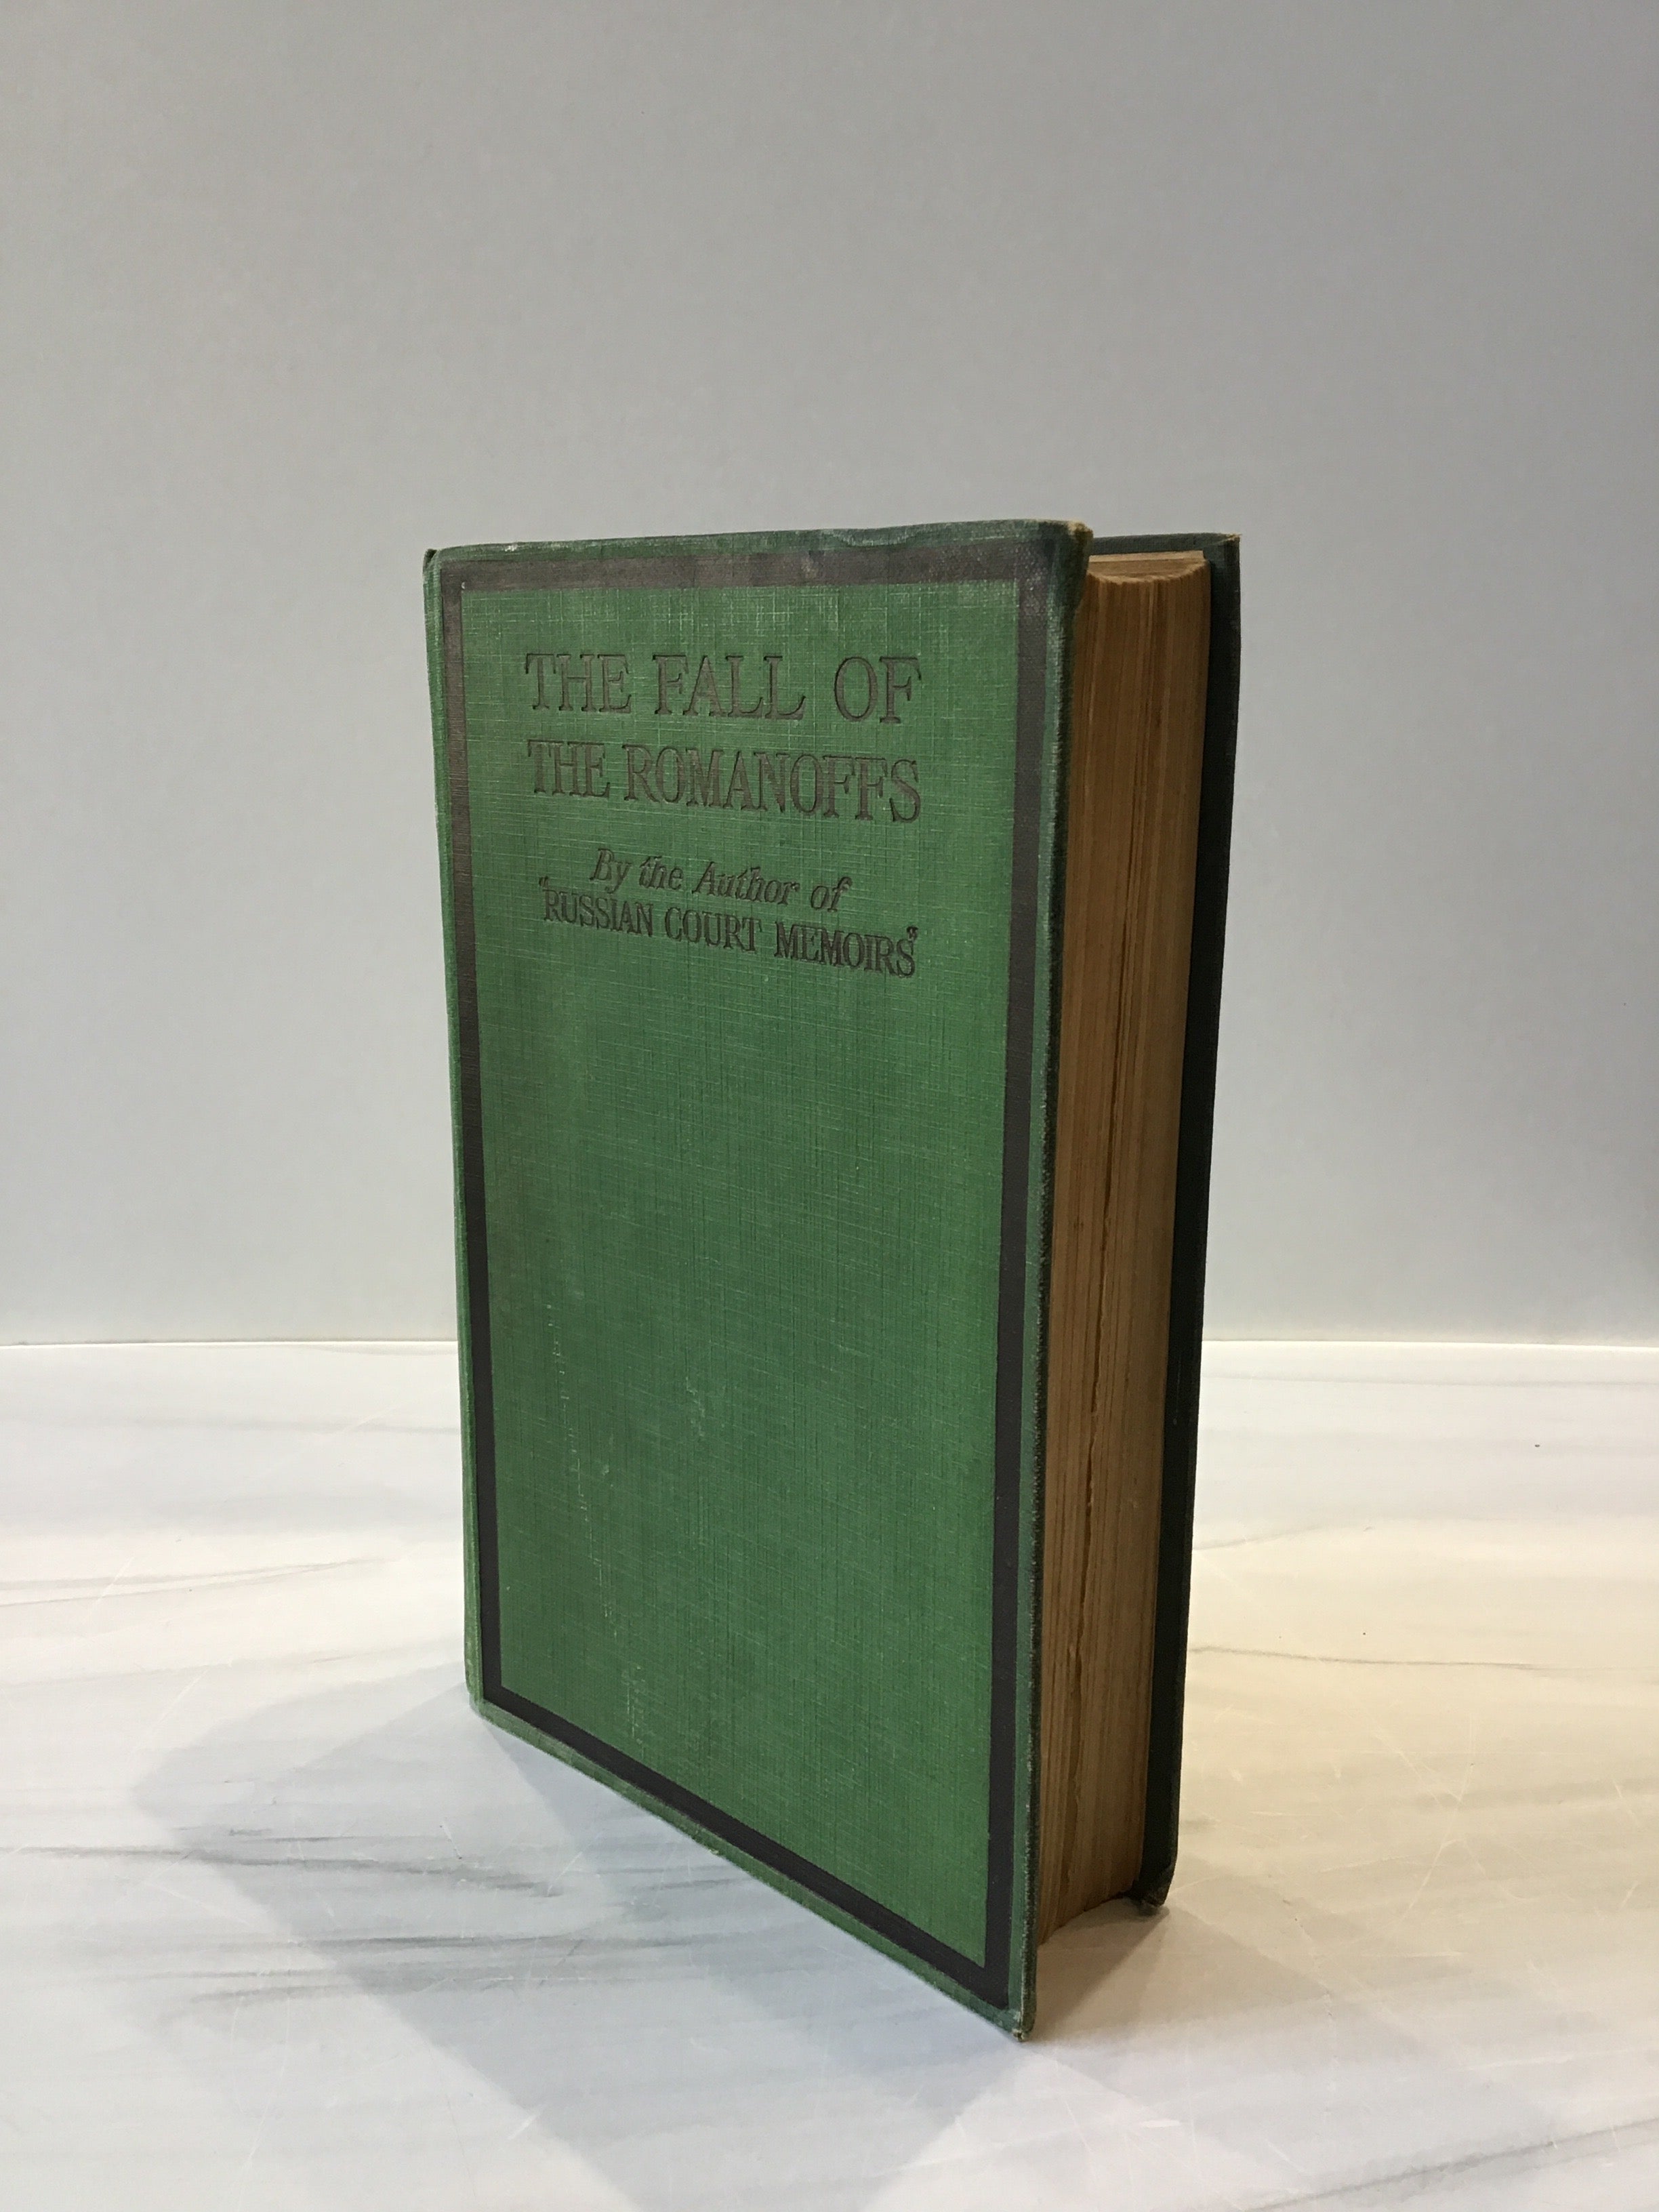 THE FALL OF
THE ROMANOFFS
By the Author of
"RUSSIAN COURT MEMOIRS"